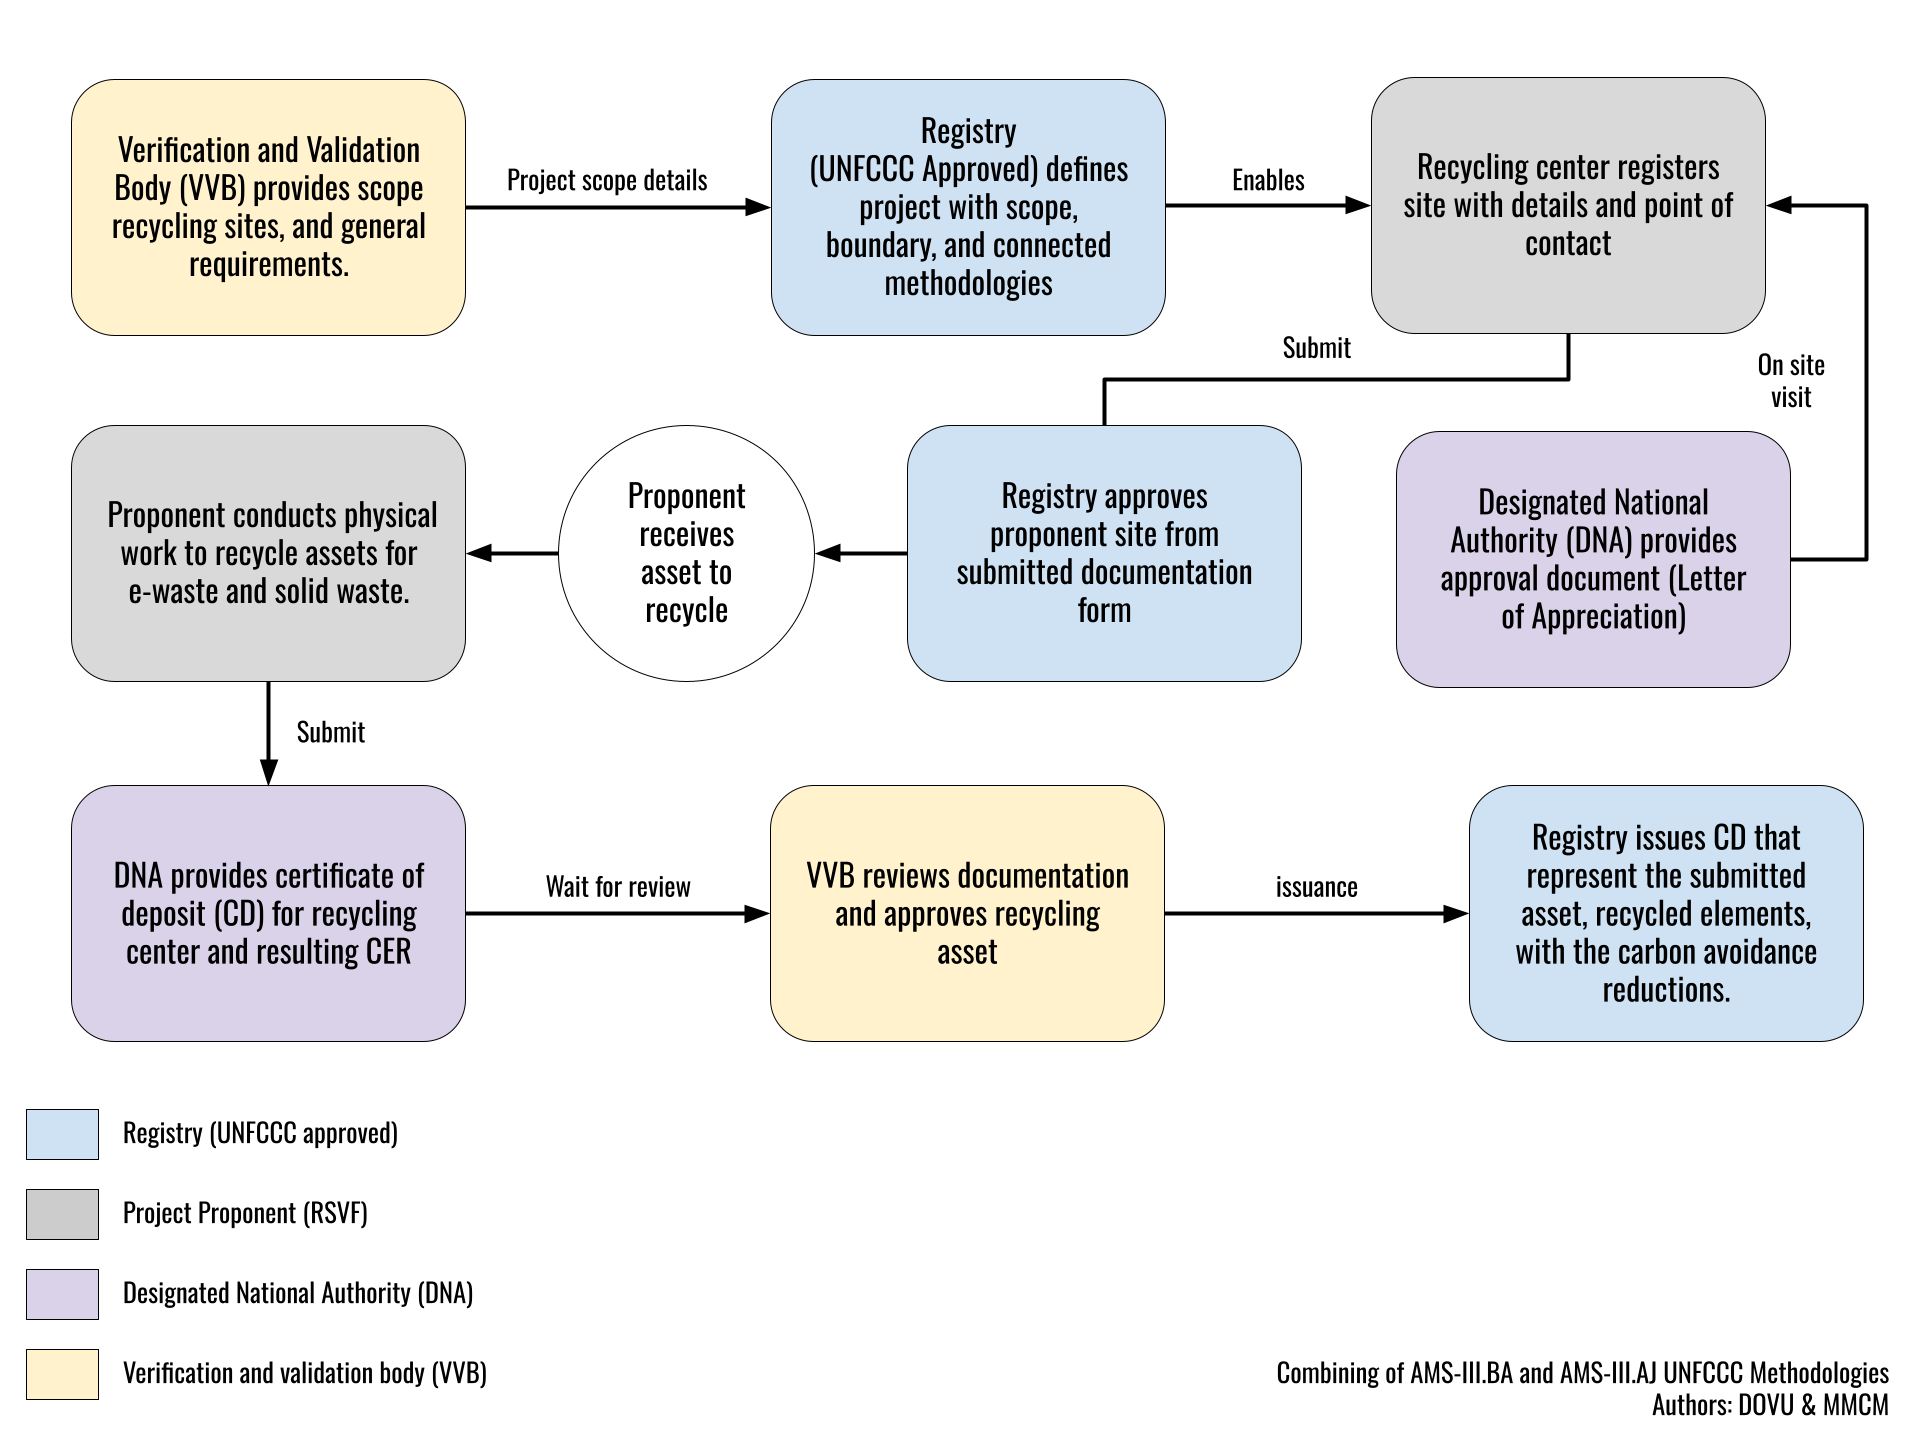 Verification and Validation
Body (VVB) provides scope
recycling sites, and general
requirements.
Project scope details
Registry
(UNFCCC Approved) defines
project with scope,
boundary, and connected
methodologies
Enables
Recycling center registers
site with details and point of
contact
Submit
On site
visit
Proponent conducts physical
work to recycle assets for
e-waste and solid waste.
Proponent
receives
asset to
recycle
Registry approves
proponent site from
submitted documentation
form
Designated National
Authority (DNA) provides
approval document (Letter
of Appreciation)
Submit
DNA provides certificate of
deposit (CD) for recycling
center and resulting CER
Wait for review
VVB reviews documentation
and approves recycling
asset
issuance
Registry issues CD that
represent the submitted
asset, recycled elements,
with the carbon avoidance
reductions.
Registry (UNFCCC approved)
Project Proponent (RSVF)
Designated National Authority (DNA)
Verification and validation body (VVB)
Combining of AMS-III.BA and AMS-III.AJ UNFCCC Methodologies
Authors: DOVU & MMCM